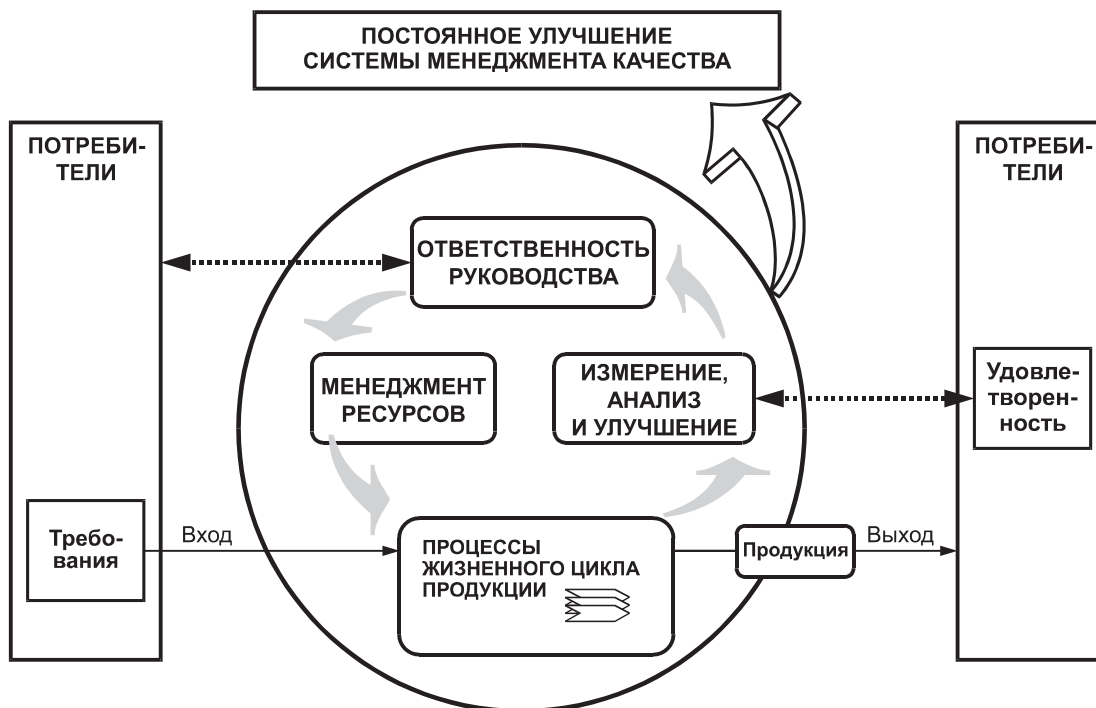 ПОСТОЯННОЕ УЛУЧШЕНИЕ
СИСТЕМЫ МЕНЕДЖМЕНТА КАЧЕСТВА
ПОТРЕБИ-
ТЕЛИ
ПОТРЕБИ-
ТЕЛИ
ОТВЕТСТВЕННОСТЬ
РУКОВОДСТВА
МЕНЕДЖМЕНТ
РЕСУРСОВ
ИЗМЕРЕНИЕ,
АНАЛИЗ
И УЛУЧШЕНИЕ
Удовле-
творен-
ность
Требо-
вания
Вход
ПРОЦЕССЫ
ЖИЗНЕННОГО ЦИКЛА
ПРОДУКЦИИ
Продукция
Выход